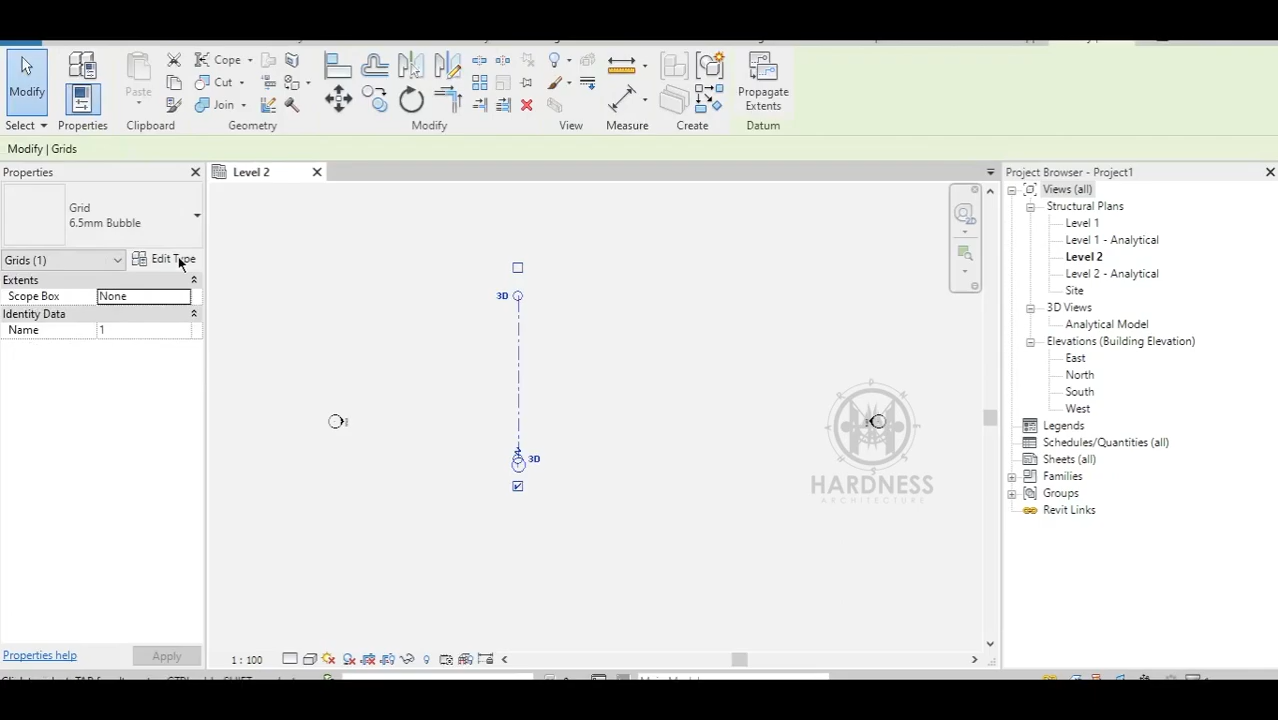 Modify
Select
Properties
Paste
Clipboard
Cope
Cut
Join
Geometry
Modify
View
Measure
Create
Propagate
Extents
Datum
Modify | Grids
Properties
Grid
6.5mm Bubble
Grids (1)
Edit Type
Extents
Scope Box
None
Identity Data
Name
1
Properties help
Apply
Level 2
3D
3D
HARDNESS
ARCHITECTURE
1 : 100
2D
Project Browser - Project1
Views (all)
Structural Plans
Level 1
Level 1 - Analytical
Level 2
Level 2 - Analytical
Site
3D Views
Analytical Model
Elevations (Building Elevation)
East
North
South
West
Legends
Schedules/Quantities (all)
Sheets (all)
Families
Groups
Revit Links